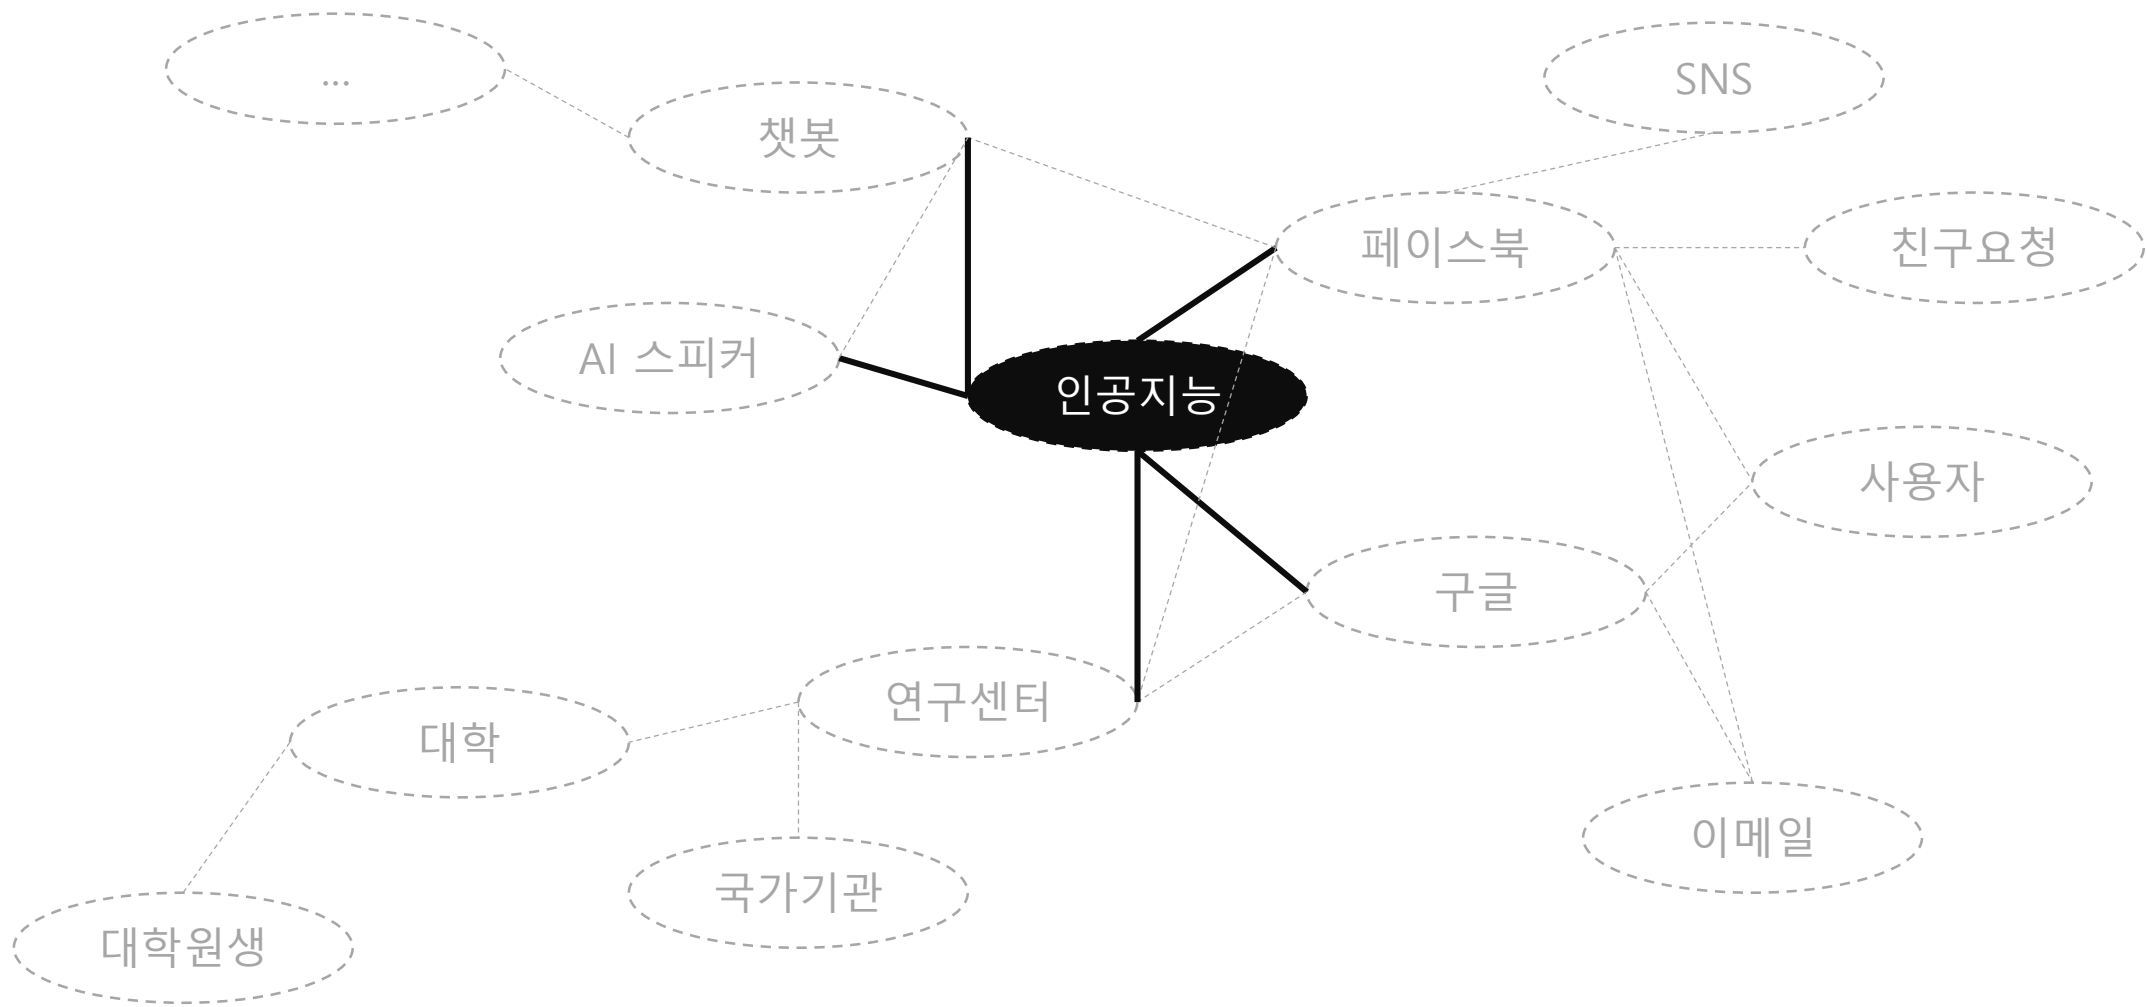 ...
SNS
챗봇
페이스북
친구요청
AI 스피커
인공지능
사용자
구글
연구센터
대학
이메일
국가기관
대학원생